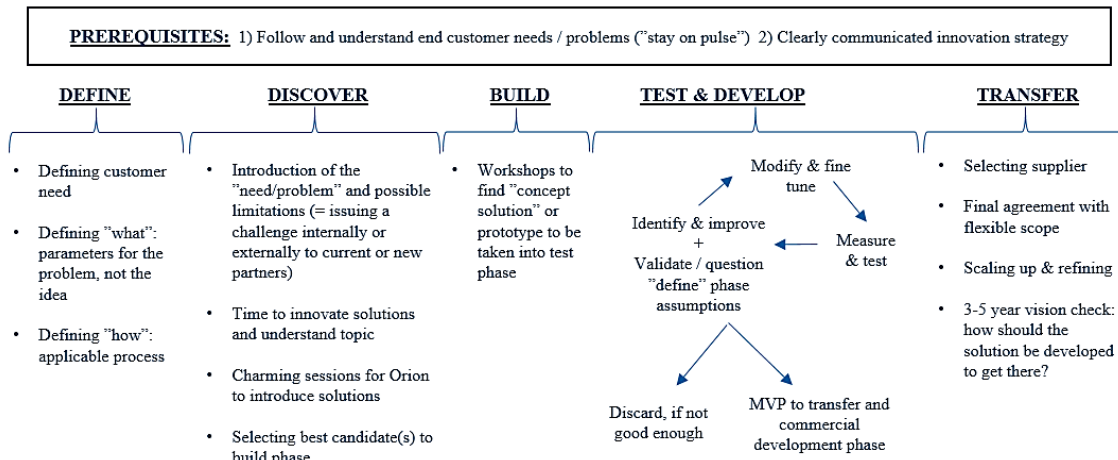 PREREQUISITES: 1) Follow and understand end customer needs / problems (”stay on pulse”) 2) Clearly communicated innovation strategy
DEFINE
• Defining customer
need
• Defining ”what”:
parameters for the
problem, not the
idea
• Defining ”how”:
applicable process
DISCOVER
• Introduction of the
”need/problem” and possible
limitations (= issuing a
challenge internally or
externally to current or new
partners)
• Time to innovate solutions
and understand topic
• Charming sessions for Orion
to introduce solutions
• Selecting best candidate(s) to
build phase
BUILD
• Workshops to
find ”concept
solution” or
prototype to be
taken into test
phase
TEST & DEVELOP
Modify & fine
tune
Measure
& test
Identify & improve
+
Validate / question
”define” phase
assumptions
Discard, if not
good enough
MVP to transfer and
commercial
development phase
TRANSFER
• Selecting supplier
• Final agreement with
flexible scope
• Scaling up & refining
• 3-5 year vision check:
how should the
solution be developed
to get there?